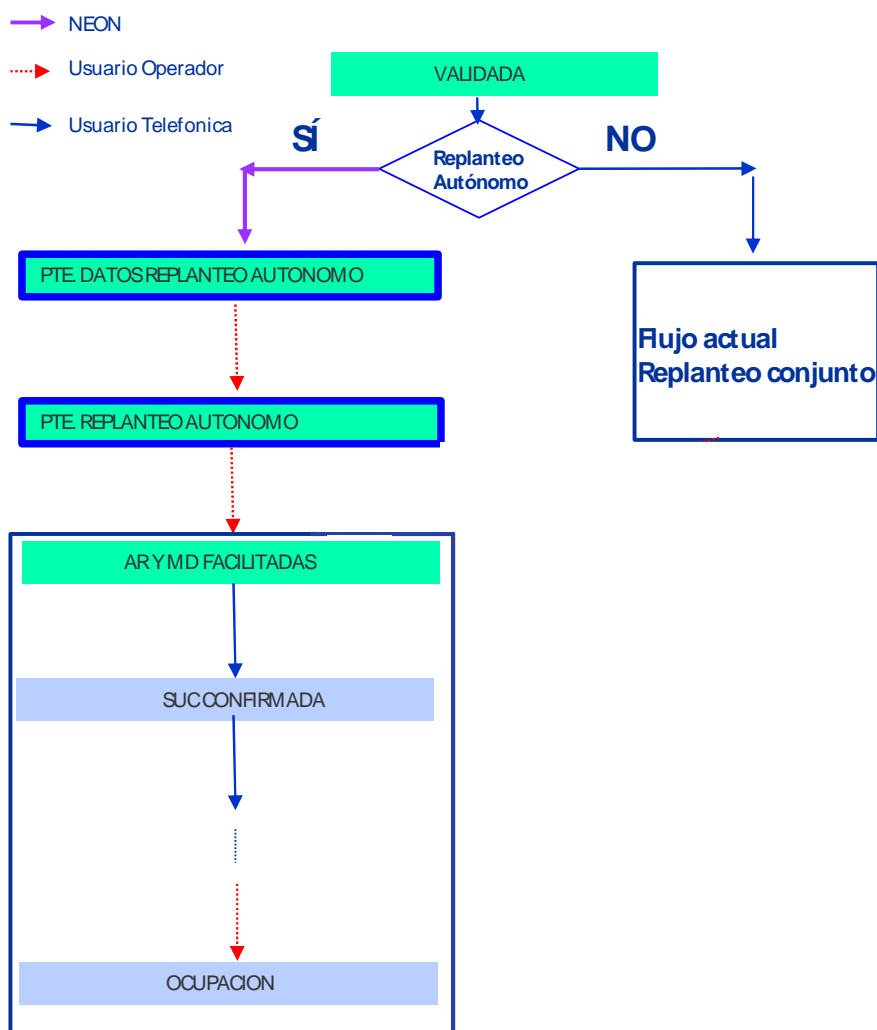 NEON
Usuario Operador
Usuario Telefonica
VALIDADA
SÍ
NO
Replanteo
Autónomo
PTE. DATOS REPLANTEO AUTONOMO
Flujo actual
Replanteo conjunto
PTE. REPLANTEO AUTONOMO
AR Y MD FACILITADAS
SUC CONFIRMADA
OCUPACION